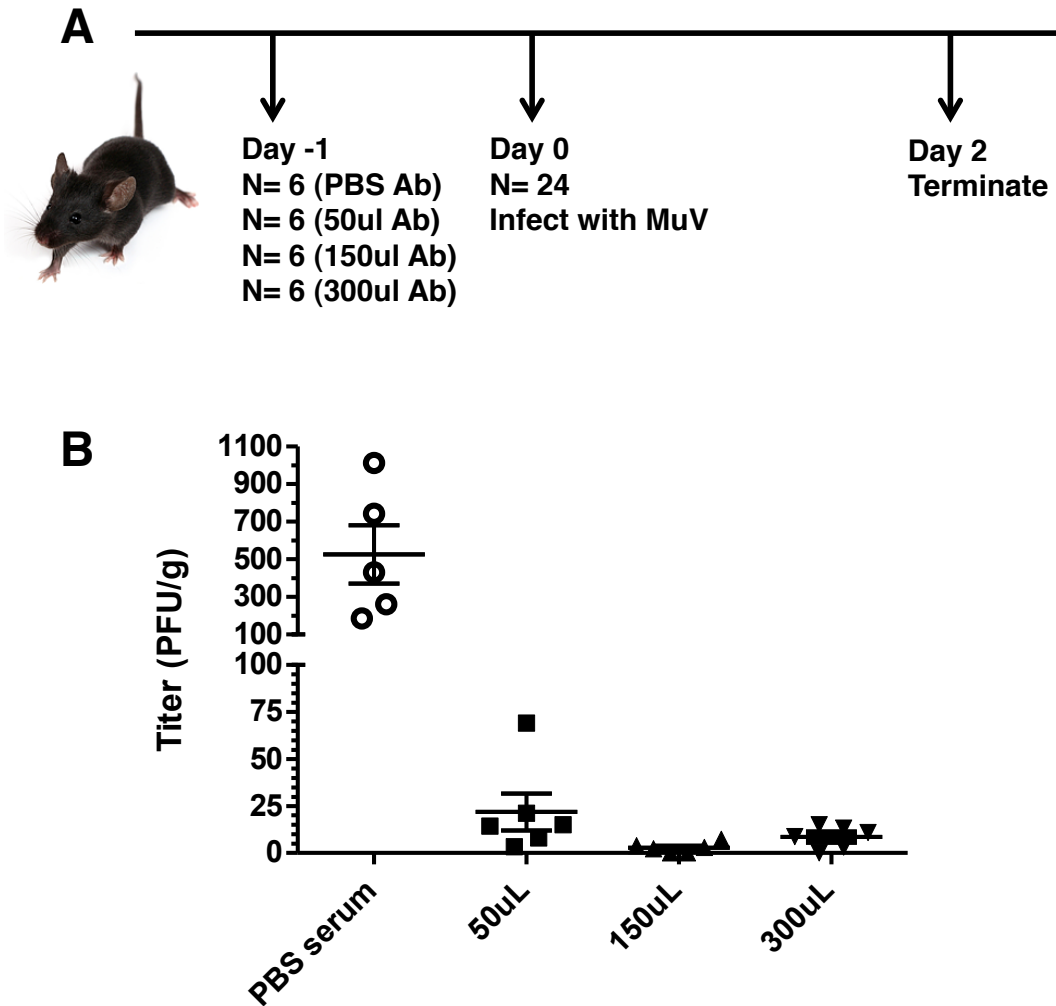 A
Day -1
N= 6 (PBS Ab)
N= 6 (50ul Ab)
N= 6 (150ul Ab)
N= 6 (300ul Ab)
Day 0
N= 24
Infect with MuV
Day 2
Terminate
B
Titer (PFU/g)
1100
900
700
500
300
100
100
75
50
25
0
PBS serum
50uL
150uL
300uL